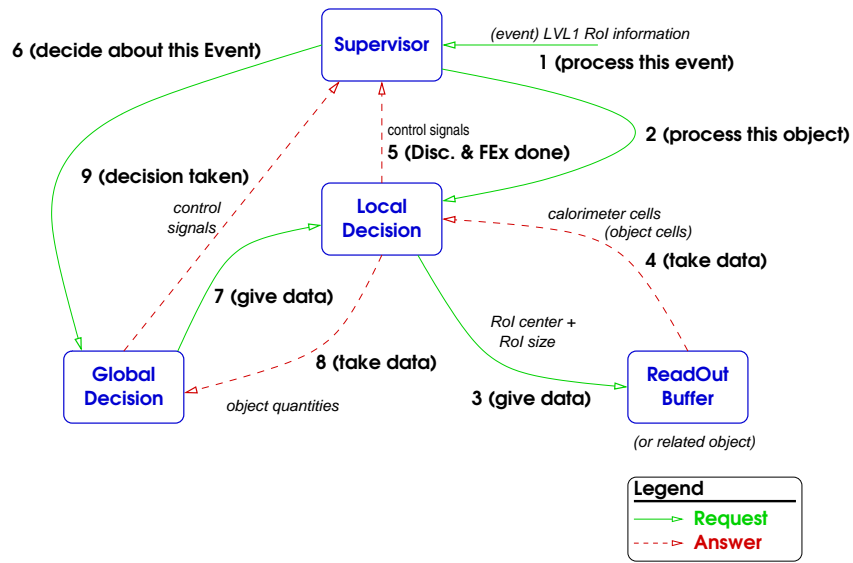 6 (decide about this Event)
Supervisor
(event) LVL1 RoI information
1 (process this event)
control signals
5 (Disc. & FEx done)
2 (process this object)
9 (decision taken)
control
signals
Local
Decision
calorimeter cells
(object cells)
4 (take data)
7 (give data)
RoI center +
RoI size
8 (take data)
Global
Decision
object quantities
3 (give data)
ReadOut
Buffer
(or related object)
Legend
Request
Answer